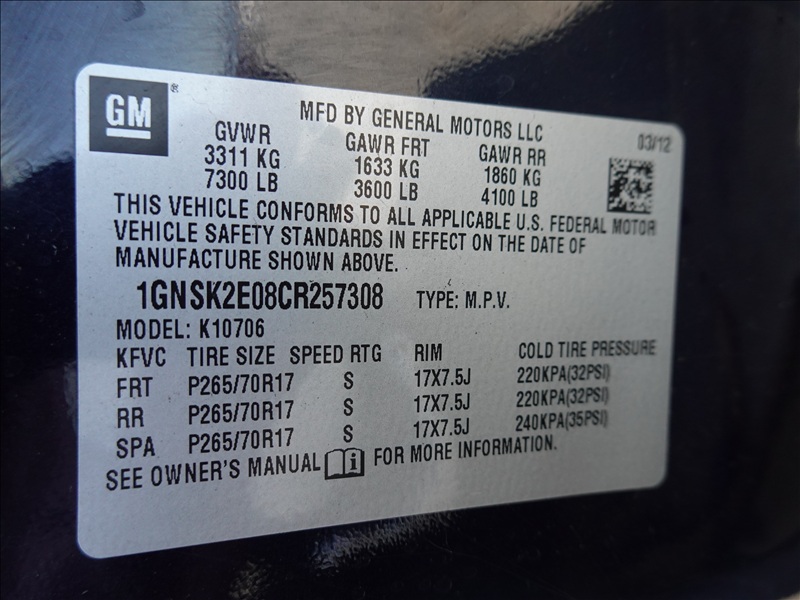 GM
MFD BY GENERAL MOTORS LLC
03/12
GVWR GAWR FRT GAWR RR
3311 KG 1633 KG 1860 KG
7300 LB 3600 LB 4100 LB
THIS VEHICLE CONFORMS TO ALL APPLICABLE U.S. FEDERAL MOTOR
VEHICLE SAFETY STANDARDS IN EFFECT ON THE DATE OF
MANUFACTURE SHOWN ABOVE.
1GNSK2E08CR257308 TYPE: M.P.V.
MODEL: K10706
KFVC TIRE SIZE SPEED RTG RIM COLD TIRE PRESSURE
FRT P265/70R17 S 17X7.5J 220KPA(32PSI)
RR P265/70R17 S 17X7.5J 220KPA(32PSI)
SPA P265/70R17 S 17X7.5J 240KPA(35PSI)
SEE OWNER'S MANUAL i FOR MORE INFORMATION.